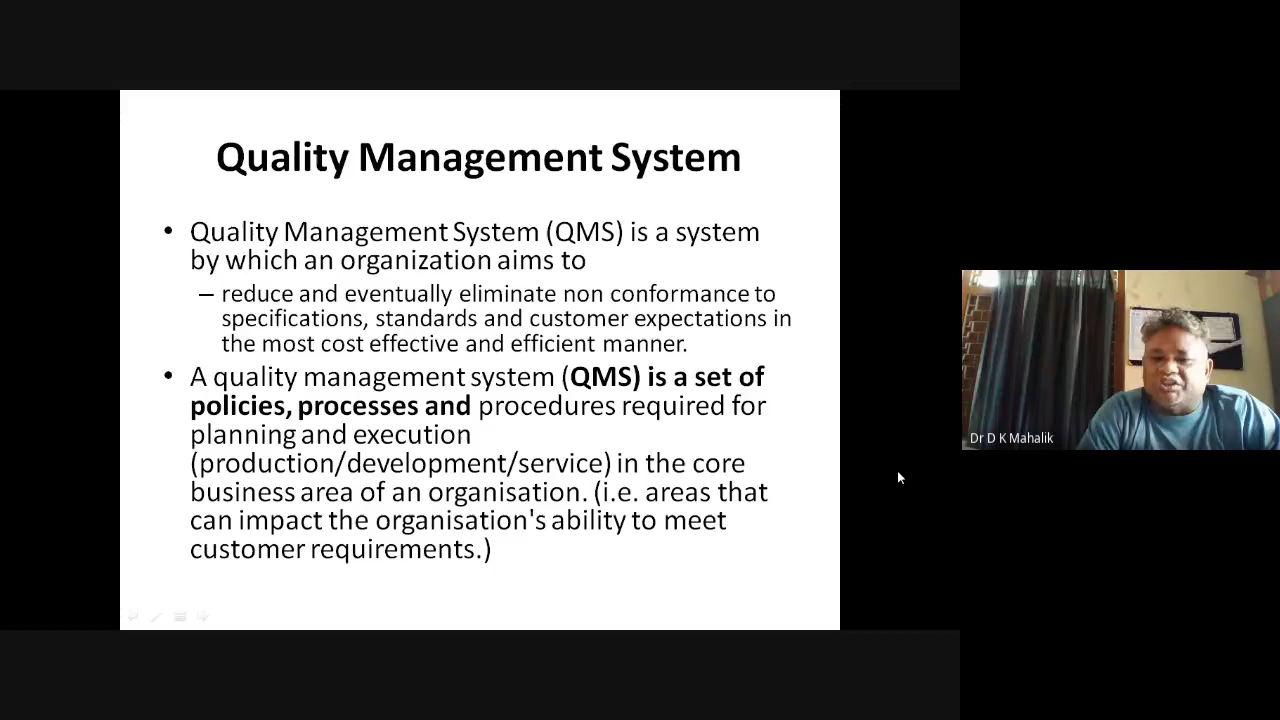 Quality Management System
• Quality Management System (QMS) is a system
by which an organization aims to
– reduce and eventually eliminate non conformance to
specifications, standards and customer expectations in
the most cost effective and efficient manner.
• A quality management system (QMS) is a set of
policies, processes and procedures required for
planning and execution
(production/development/service) in the core
business area of an organisation. (i.e. areas that
can impact the organisation's ability to meet
customer requirements.)
Dr D K Mahalik